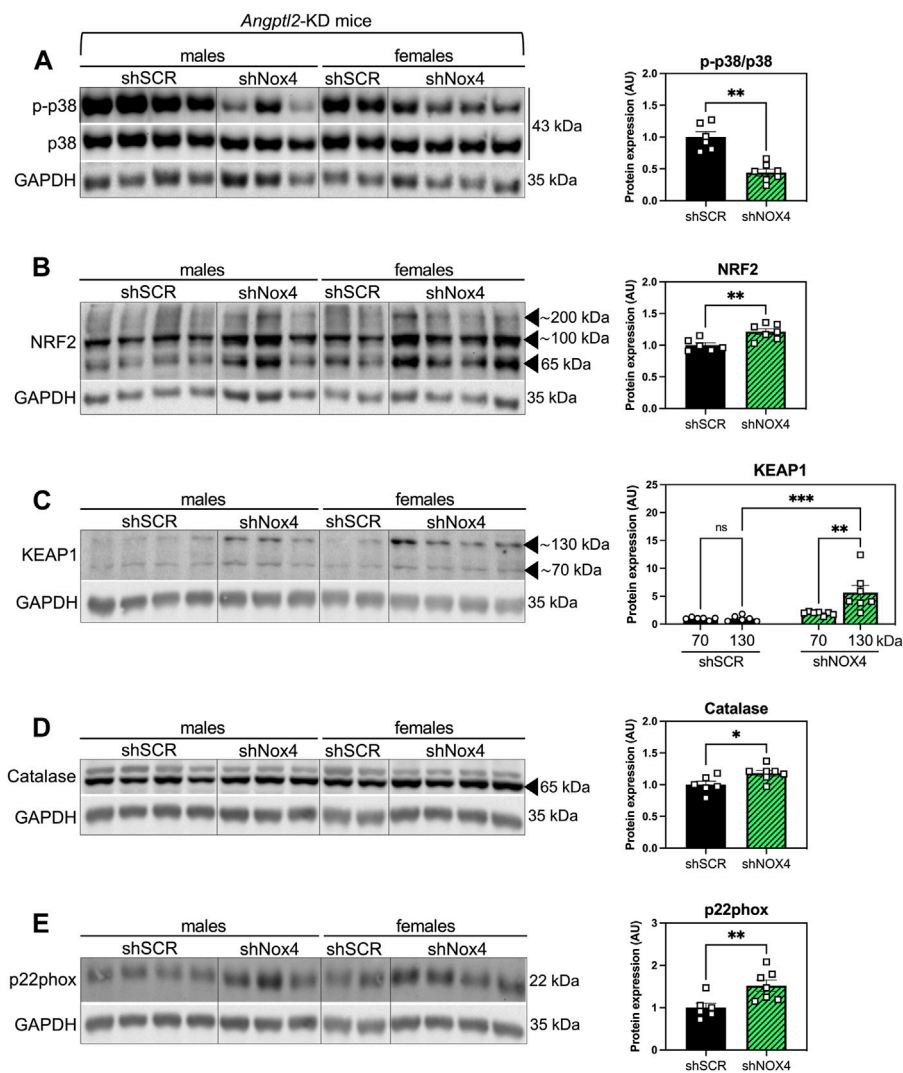 Angptl2-KD mice
A
males females
shSCR shNox4 shSCR shNox4
p-p38
p38
43 kDa
GAPDH 35 kDa
p-p38/p38
Protein expression (AU)
2.0
1.5
1.0
0.5
0.0
**
shSCR shNOX4
B
males females
shSCR shNox4 shSCR shNox4
NRF2
~200 kDa
~100 kDa
65 kDa
GAPDH 35 kDa
NRF2
Protein expression (AU)
2.0
1.5
1.0
0.5
0.0
**
shSCR shNOX4
C
males females
shSCR shNox4 shSCR shNox4
KEAP1
~130 kDa
~70 kDa
GAPDH 35 kDa
KEAP1
Protein expression (AU)
25
20
15
10
5
0
***
ns **
70 130 70 130 kDa
shSCR shNOX4
D
males females
shSCR shNox4 shSCR shNox4
Catalase
65 kDa
GAPDH 35 kDa
Catalase
Protein expression (AU)
2.0
1.5
1.0
0.5
0.0
*
shSCR shNOX4
E
males females
shSCR shNox4 shSCR shNox4
p22phox 22 kDa
GAPDH 35 kDa
p22phox
Protein expression (AU)
3
2
1
0
**
shSCR shNOX4